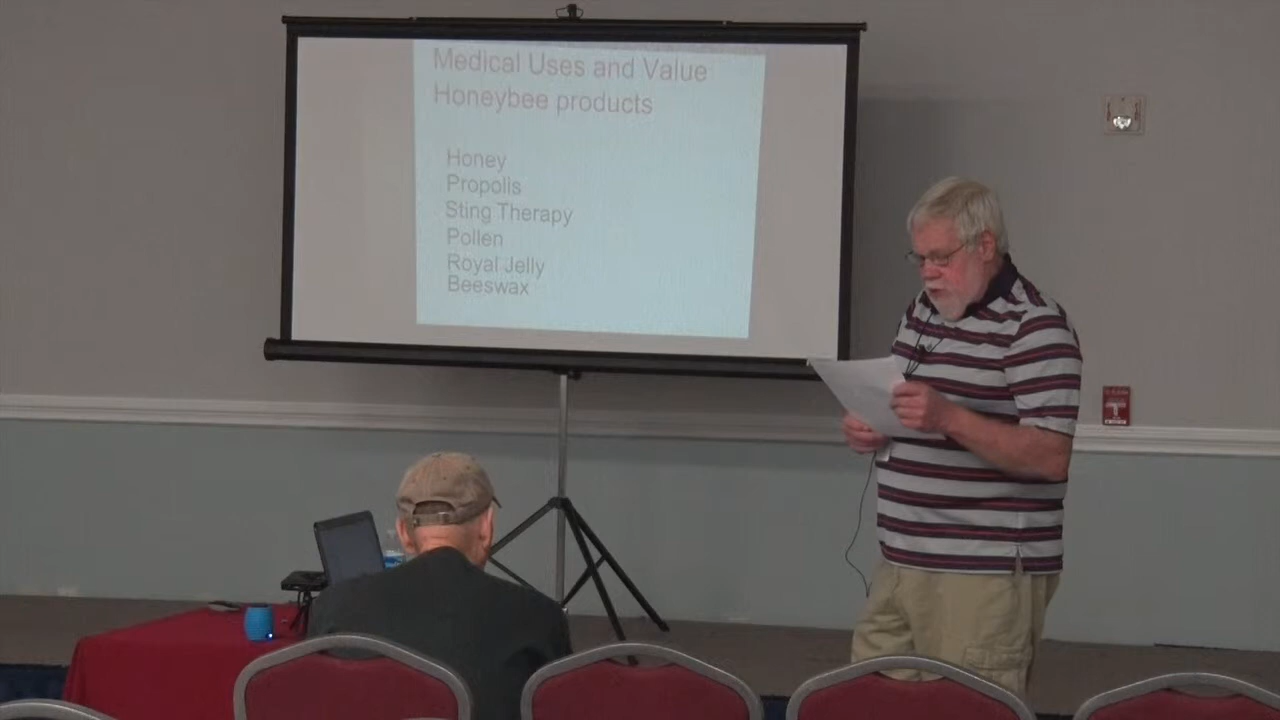 Medical Uses and Value
Honeybee products
Honey
Propolis
Sting Therapy
Pollen
Royal Jelly
Beeswax